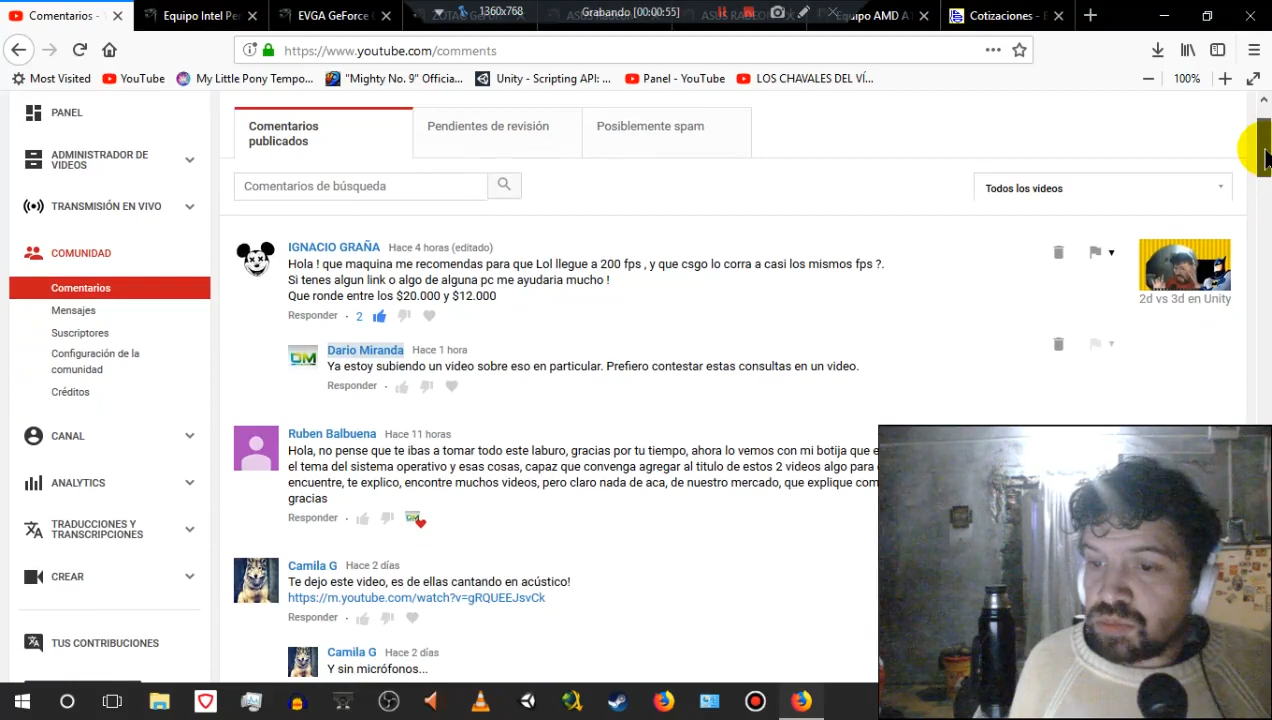 Comentarios - YouTube
Equipo Intel Pe
EVGA GeForce
1360x768
Grabando [00:00:55]
Equipo AMD A
Cotizaciones -
https://www.youtube.com/comments
Most Visited
YouTube
My Little Pony Tempo...
"Mighty No. 9" Officia...
Unity - Scripting API: ...
Panel - YouTube
LOS CHAVALES DEL VÍ...
100%
PANEL
ADMINISTRADOR DE
VIDEOS
TRANSMISIÓN EN VIVO
COMUNIDAD
Comentarios
Mensajes
Suscriptores
Configuración de la
comunidad
Créditos
CANAL
ANALYTICS
TRADUCCIONES Y
TRANSCRIPCIONES
CREAR
TUS CONTRIBUCIONES
Comentarios
publicados
Pendientes de revisión
Posiblemente spam
Comentarios de búsqueda
Todos los videos
IGNACIO GRAÑA Hace 4 horas (editado)
Hola ! que maquina me recomendas para que Lol llegue a 200 fps , y que csgo lo corra a casi los mismos fps ?.
Si tenes algun link o algo de alguna pc me ayudaria mucho !
Que ronde entre los $20.000 y $12.000
Responder · 2
2d vs 3d en Unity
Dario Miranda Hace 1 hora
Ya estoy subiendo un video sobre eso en particular. Prefiero contestar estas consultas en un video.
Responder ·
Ruben Balbuena Hace 11 horas
Hola, no pense que te ibas a tomar todo este laburo, gracias por tu tiempo, ahora lo vemos con mi botija que e
el tema del sistema operativo y esas cosas, capaz que convenga agregar al titulo de estos 2 videos algo para
encuentre, te explico, encontre muchos videos, pero claro nada de aca, de nuestro mercado, que explique com
gracias
Responder ·
Camila G Hace 2 días
Te dejo este video, es de ellas cantando en acústico!
https://m.youtube.com/watch?v=gRQUEEJsvCk
Responder ·
Camila G Hace 2 días
Y sin micrófonos...